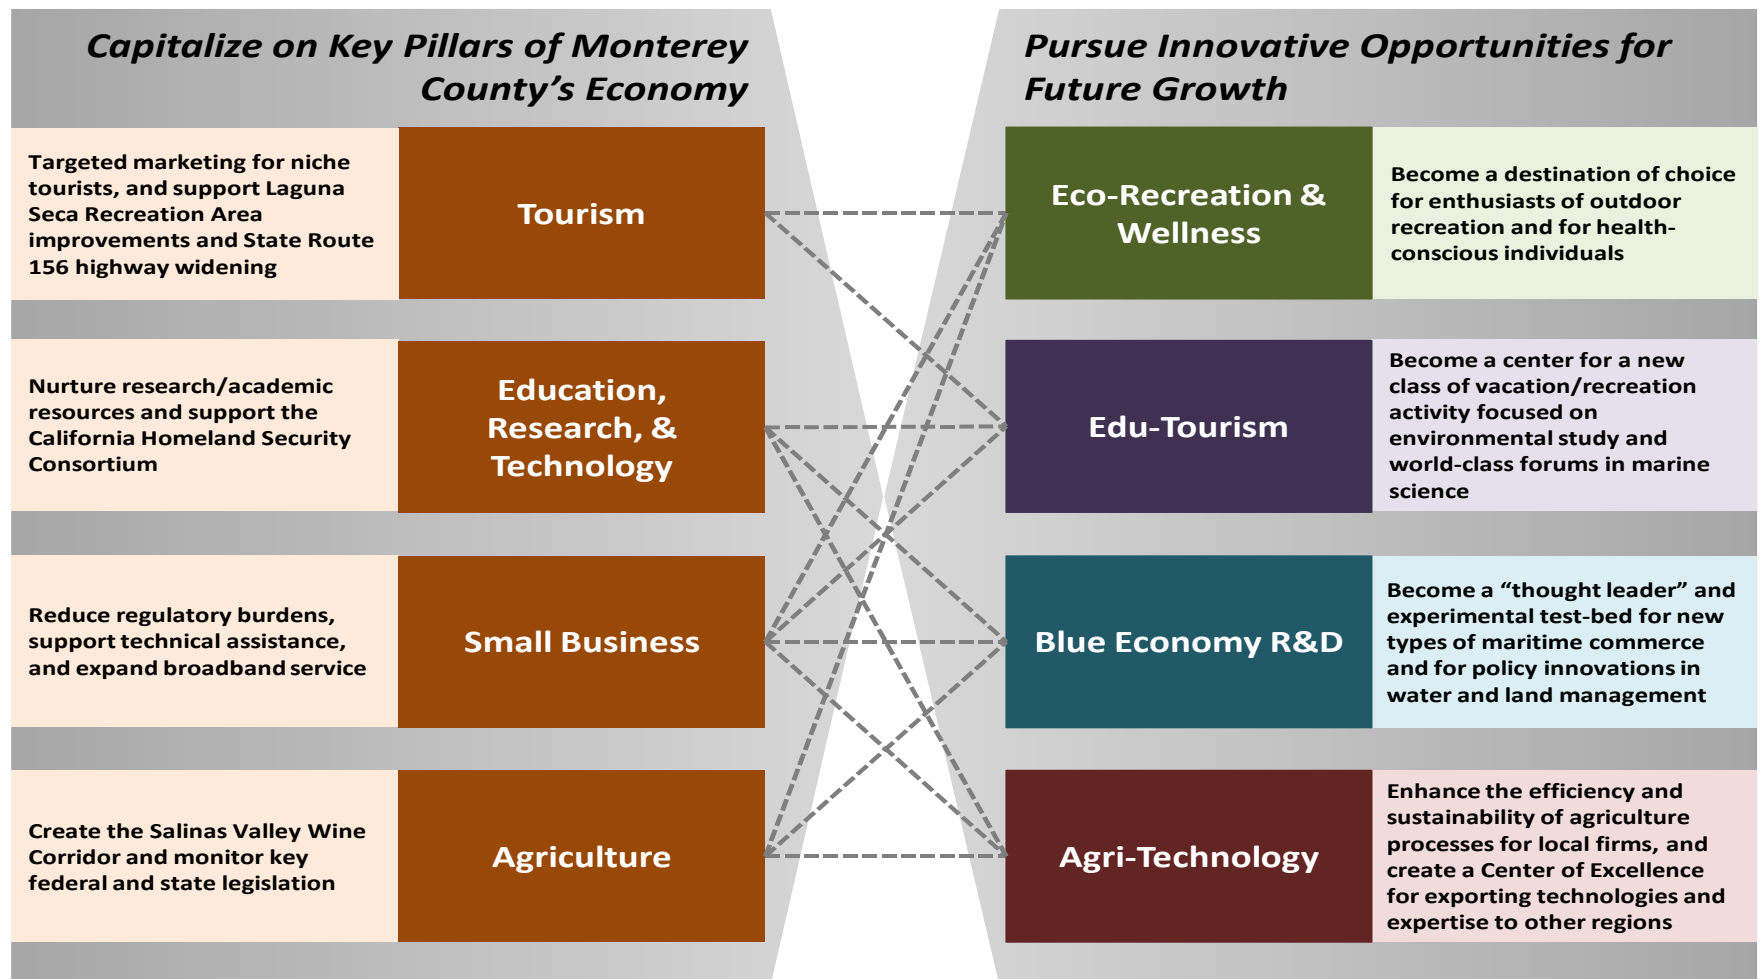 Capitalize on Key Pillars of Monterey
County’s Economy
Targeted marketing for niche
tourists, and support Laguna
Seca Recreation Area
improvements and State Route
156 highway widening
Tourism
Nurture research/academic
resources and support the
California Homeland Security
Consortium
Education,
Research, &
Technology
Reduce regulatory burdens,
support technical assistance,
and expand broadband service
Small Business
Create the Salinas Valley Wine
Corridor and monitor key
federal and state legislation
Agriculture
Pursue Innovative Opportunities for
Future Growth
Eco-Recreation &
Wellness
Become a destination of choice
for enthusiasts of outdoor
recreation and for health-
conscious individuals
Edu-Tourism
Become a center for a new
class of vacation/recreation
activity focused on
environmental study and
world-class forums in marine
science
Blue Economy R&D
Become a “thought leader” and
experimental test-bed for new
types of maritime commerce
and for policy innovations in
water and land management
Agri-Technology
Enhance the efficiency and
sustainability of agriculture
processes for local firms, and
create a Center of Excellence
for exporting technologies and
expertise to other regions